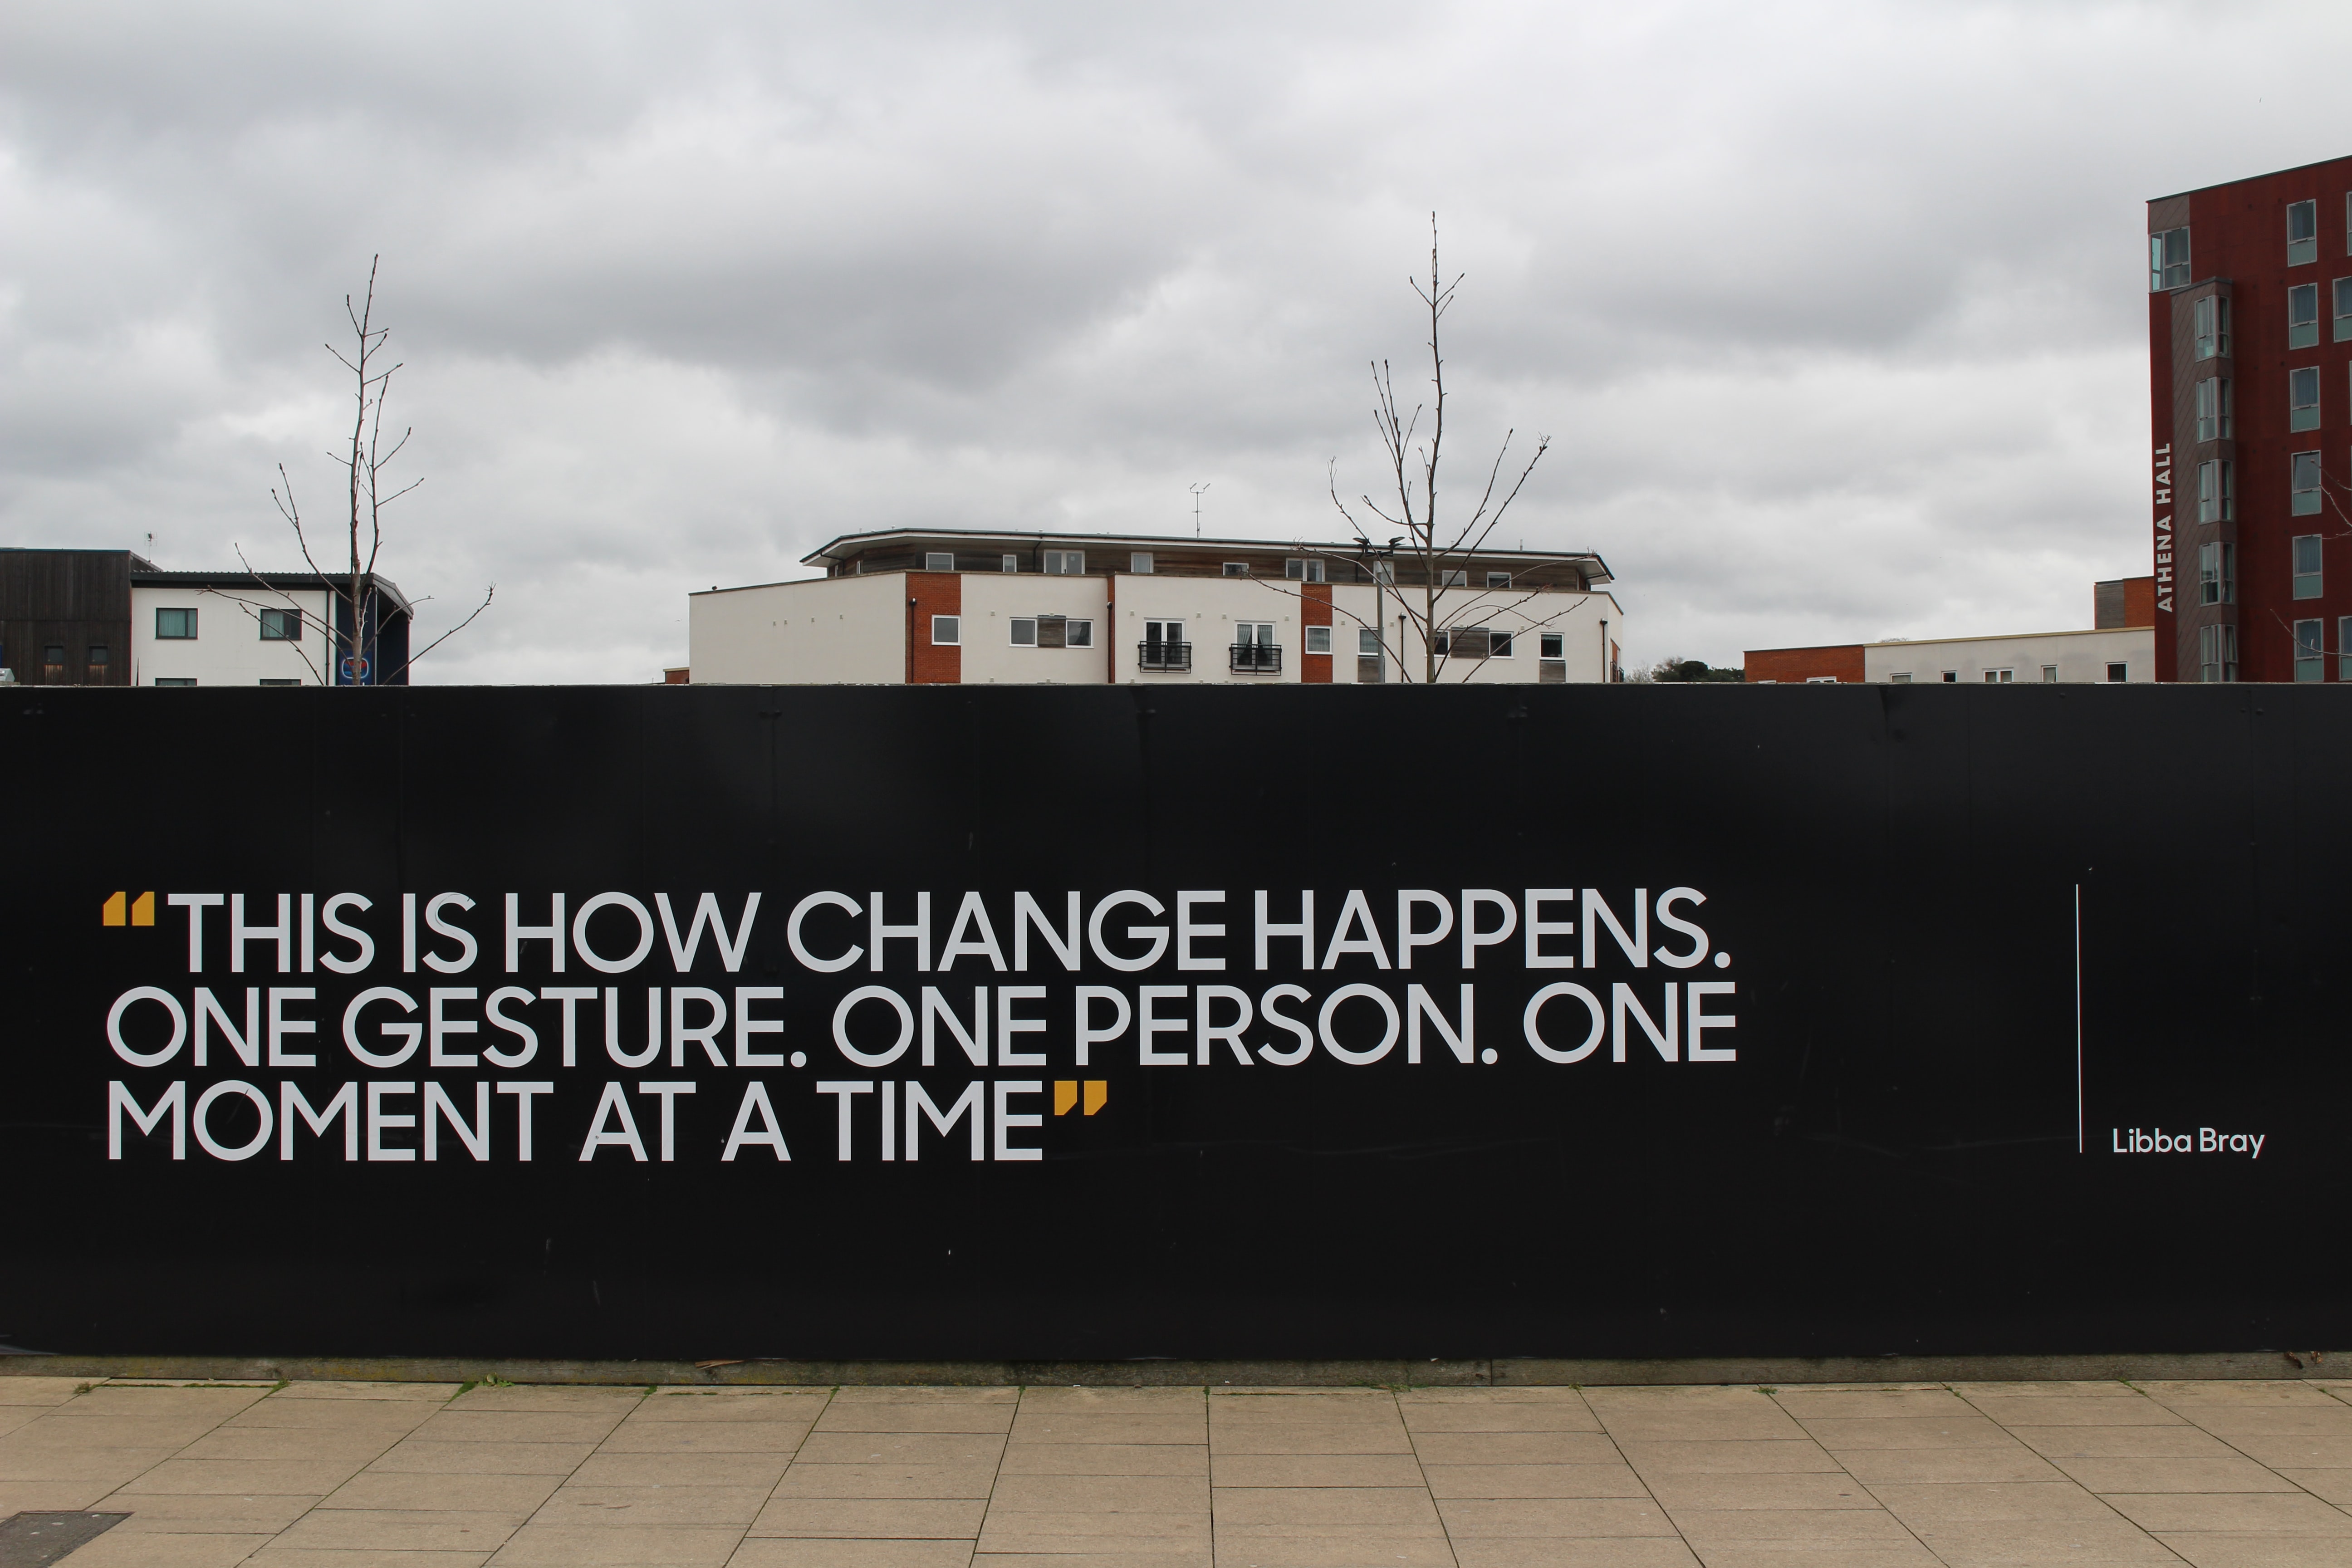 ATHENA HALL
“THIS IS HOW CHANGE HAPPENS.
ONE GESTURE. ONE PERSON. ONE
MOMENT AT A TIME”
Libba Bray